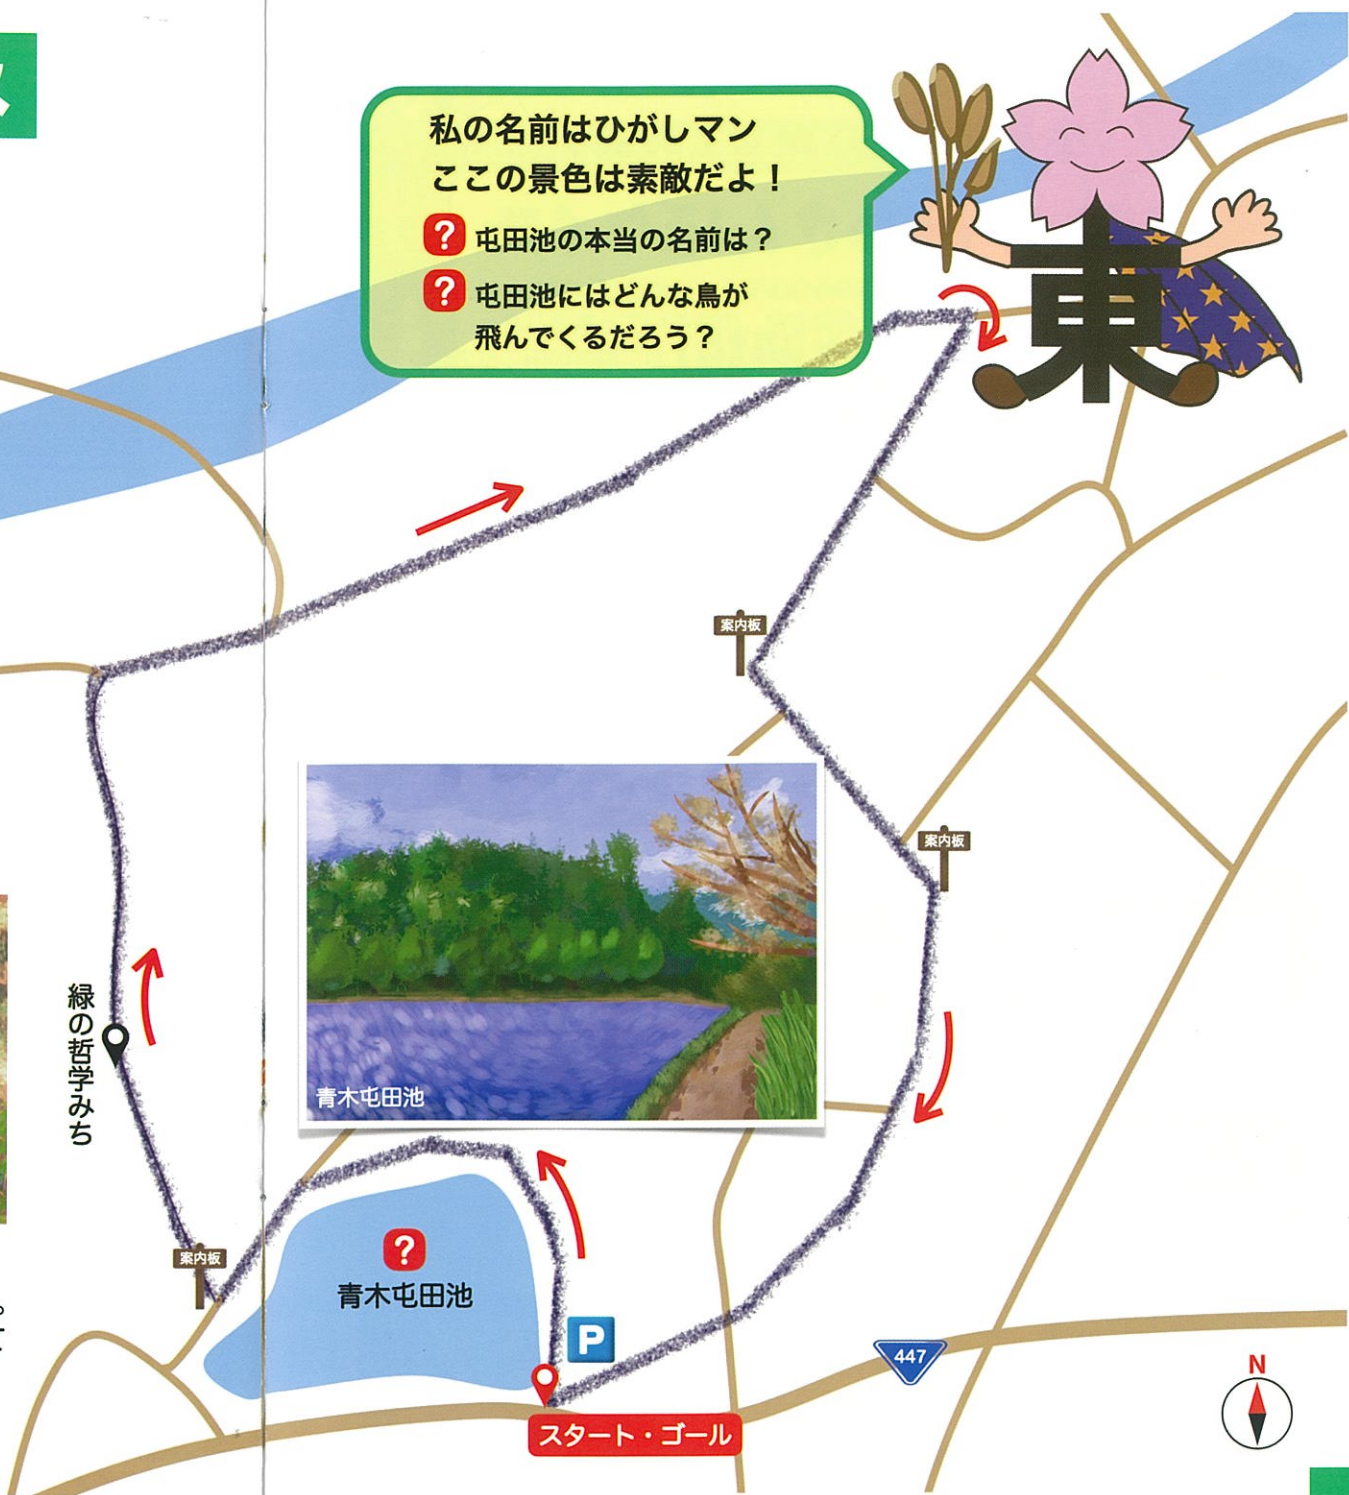 私の名前はひがしマン
ここの景色は素敵だよ！
? 屯田池の本当の名前は？
? 屯田池にはどんな鳥が
飛んでくるだろう？
東
案内板
案内板
緑の哲学みち
青木屯田池
案内板
?
青木屯田池
P
スタート・ゴール
447
N